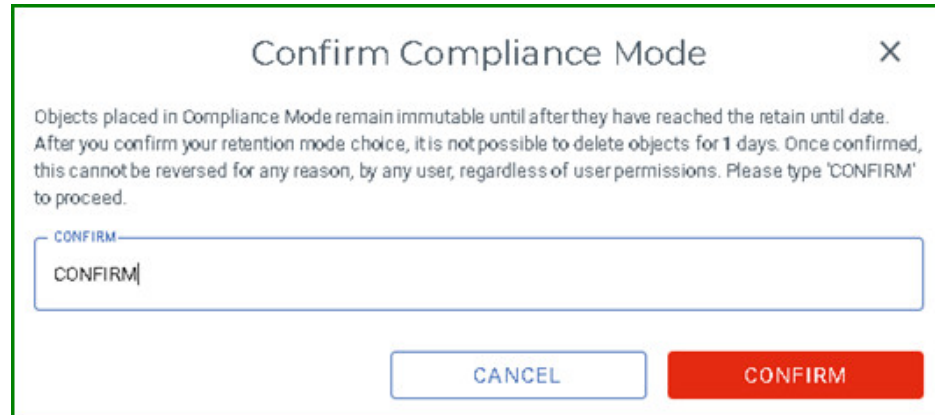 Confirm Compliance Mode
Objects placed in Compliance Mode remain immutable until after they have reached the retain until date.
After you confirm your retention mode choice, it is not possible to delete objects for 1 days. Once confirmed,
this cannot be reversed for any reason, by any user, regardless of user permissions. Please type 'CONFIRM'
to proceed.
CONFIRM
CONFIRM
CANCEL CONFIRM